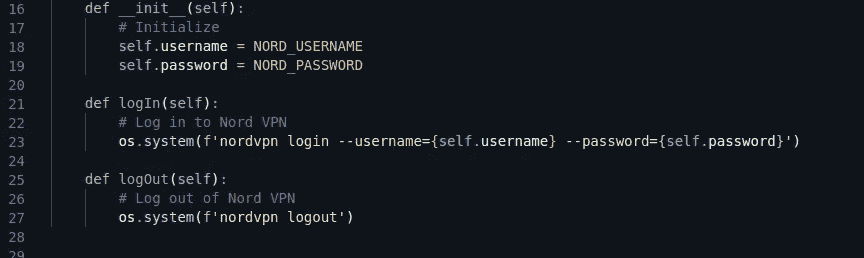 16 def __init__(self):
17 # Initialize
18 self.username = NORD_USERNAME
19 self.password = NORD_PASSWORD
20
21 def logIn(self):
22 # Log in to Nord VPN
23 os.system(f'nordvpn login --username={self.username} --password={self.password}')
24
25 def logOut(self):
26 # Log out of Nord VPN
27 os.system(f'nordvpn logout')
28
29